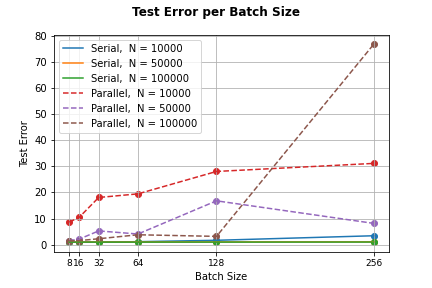 Test Error per Batch Size
80
70
60
50
40
30
20
10
0
Test Error
Serial, N = 10000
Serial, N = 50000
Serial, N = 100000
Parallel, N = 10000
Parallel, N = 50000
Parallel, N = 100000
8 16 32 64 128 256
Batch Size